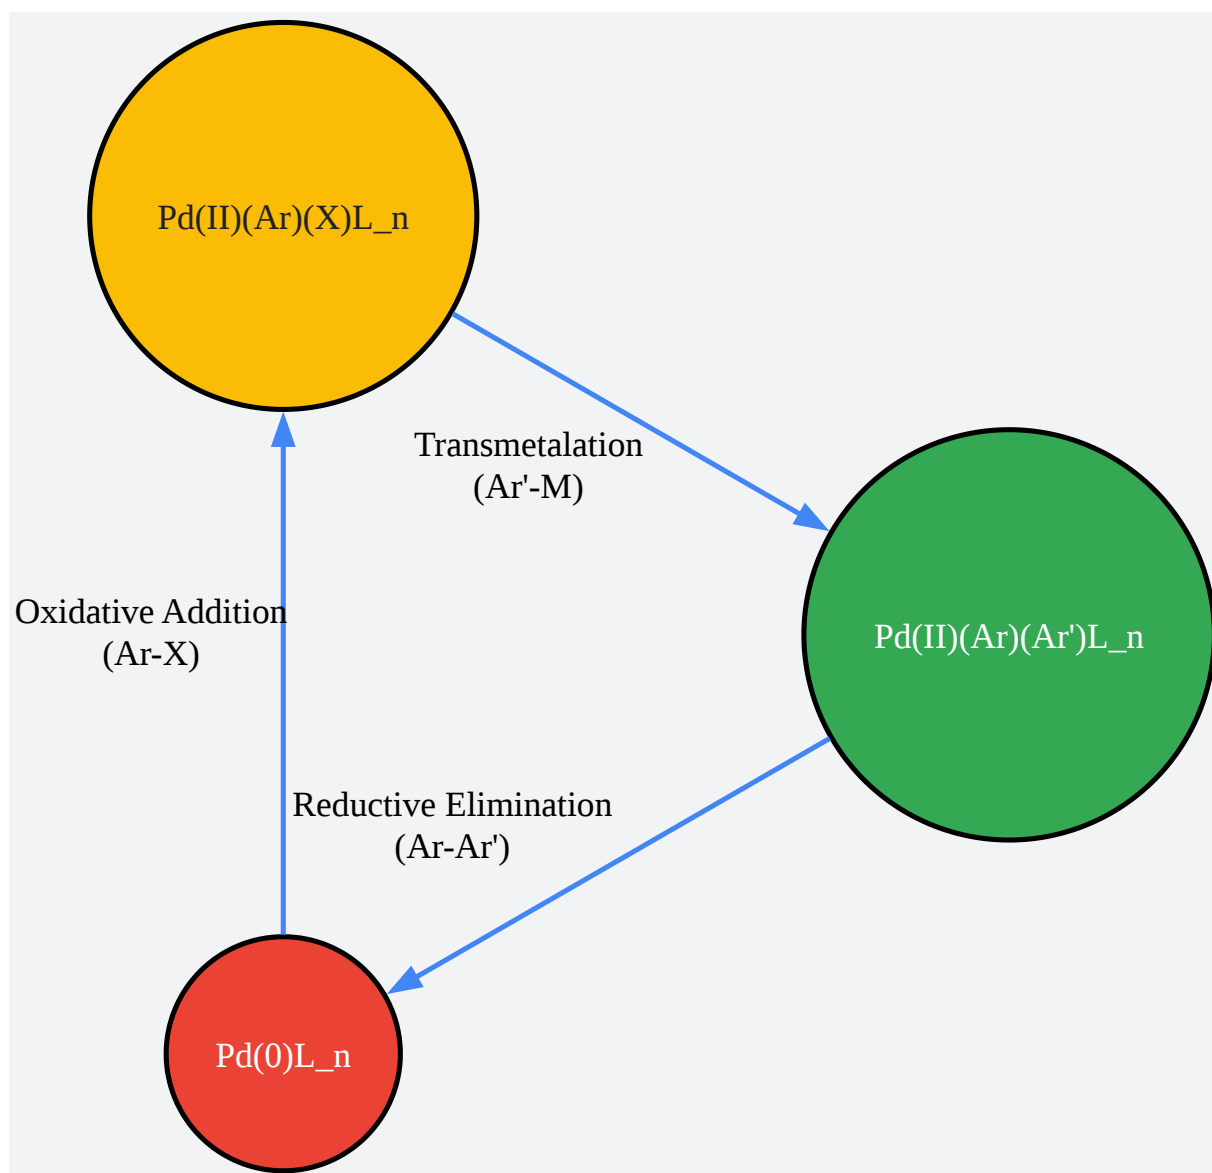 Pd(II)(Ar)(X)L_n
Transmetalation
(Ar'-M)
Oxidative Addition
(Ar-X)
Pd(II)(Ar)(Ar')L_n
Reductive Elimination
(Ar-Ar')
Pd(0)L_n